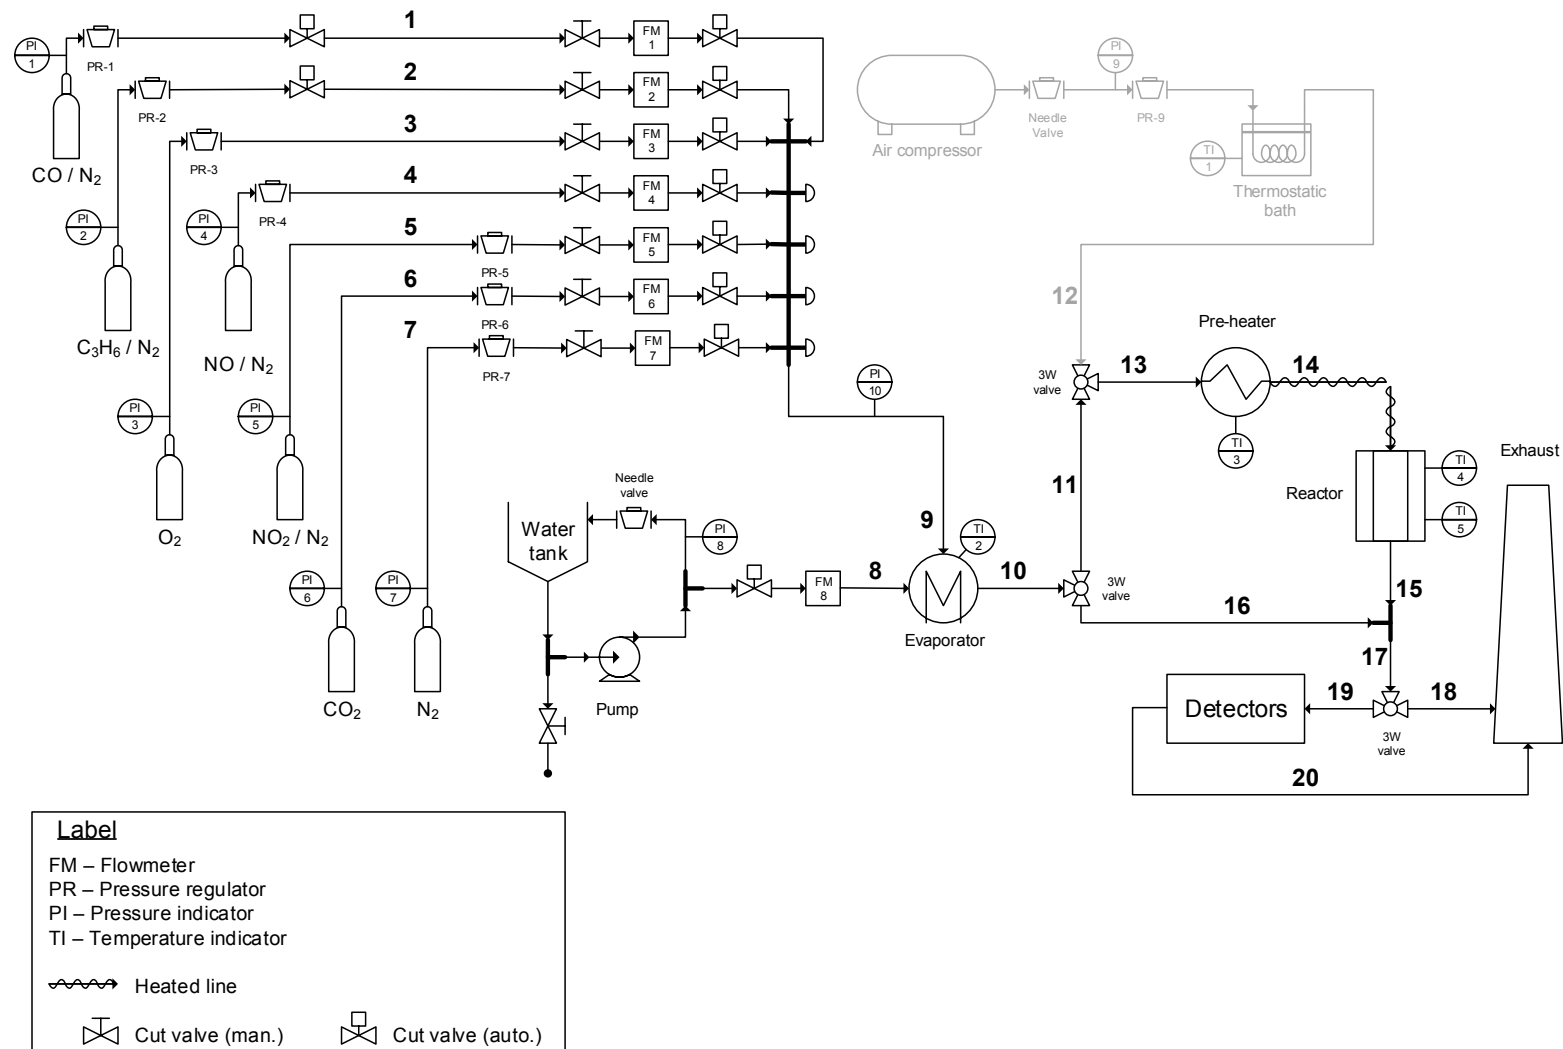 1
PI
1
PR-1
FM
1
CO / N2
2
PR-2
FM
2
PI
2
C3H6 / N2
3
PR-3
FM
3
PI
3
O2
4
PI
4
PR-4
FM
4
NO / N2
5
PR-5
FM
5
PI
5
NO2 / N2
6
PR-6
FM
6
PI
6
CO2
7
PR-7
FM
7
PI
7
N2
Air compressor
Needle
Valve
PI
9
PR-9
TI
1
Thermostatic
bath
12
PI
10
3W
valve
13
Pre-heater
14
TI
3
11
Reactor
TI
4
TI
5
Exhaust
Water
tank
Needle
valve
PI
8
Pump
FM
8
8
9
TI
2
Evaporator
10
3W
valve
16
15
17
Detectors
19
18
3W
valve
20
Label
FM – Flowmeter
PR – Pressure regulator
PI – Pressure indicator
TI – Temperature indicator
Heated line
Cut valve (man.)
Cut valve (auto.)